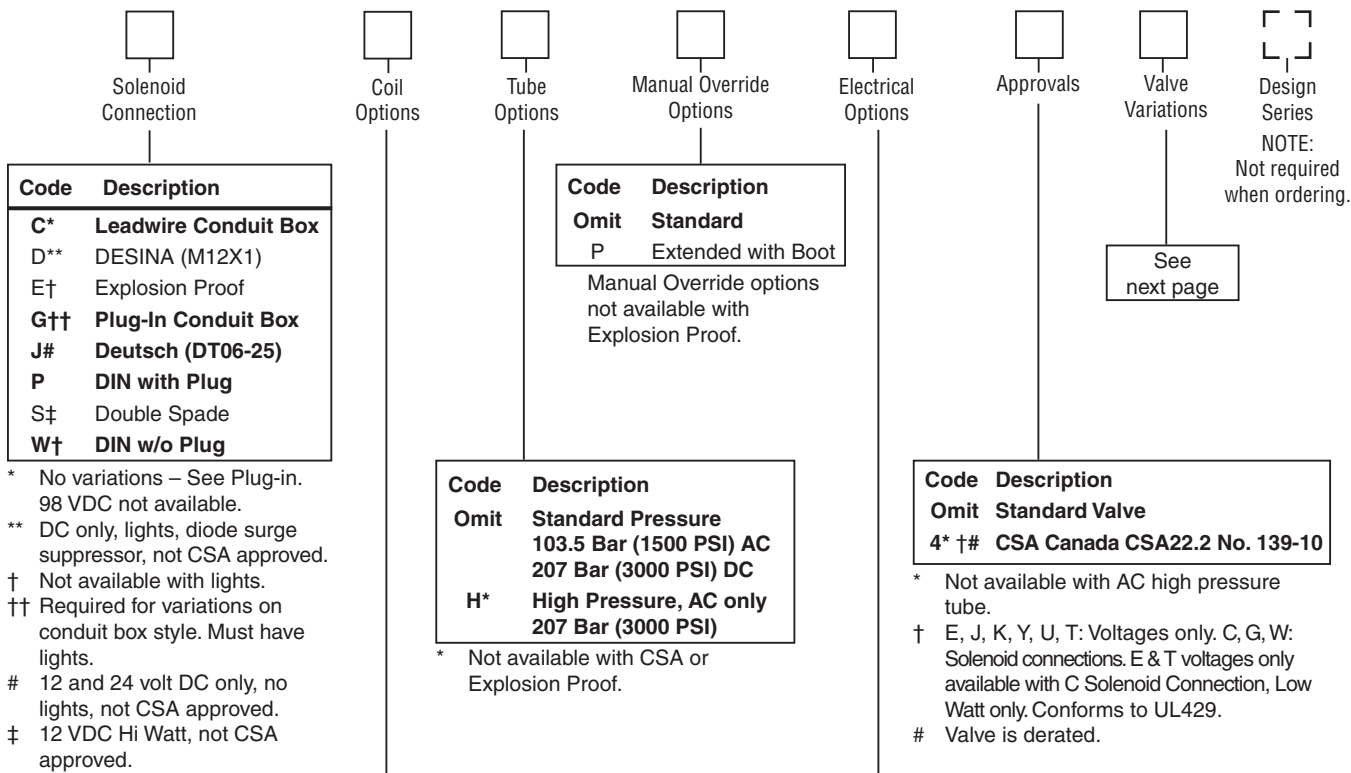 Solenoid
Connection
Coil
Options
Tube
Options
Manual Override
Options
Electrical
Options
Approvals
Valve
Variations
Design
Series
NOTE:
Not required
when ordering.
Code Description
C* Leadwire Conduit Box
D** DESINA (M12X1)
E† Explosion Proof
G†† Plug-In Conduit Box
J# Deutsch (DT06-25)
P DIN with Plug
S‡ Double Spade
W† DIN w/o Plug
* No variations – See Plug-in.
98 VDC not available.
** DC only, lights, diode surge
suppressor, not CSA approved.
† Not available with lights.
†† Required for variations on
conduit box style. Must have
lights.
# 12 and 24 volt DC only, no
lights, not CSA approved.
‡ 12 VDC Hi Watt, not CSA
approved.
Code Description
Omit Standard
P Extended with Boot
Manual Override options
not available with
Explosion Proof.
See
next page
Code Description
Omit Standard Pressure
103.5 Bar (1500 PSI) AC
207 Bar (3000 PSI) DC
H* High Pressure, AC only
207 Bar (3000 PSI)
* Not available with CSA or
Explosion Proof.
Code Description
Omit Standard Valve
4* †# CSA Canada CSA22.2 No. 139-10
* Not available with AC high pressure
tube.
† E, J, K, Y, U, T: Voltages only. C, G, W:
Solenoid connections. E & T voltages only
available with C Solenoid Connection, Low
Watt only. Conforms to UL429.
# Valve is derated.